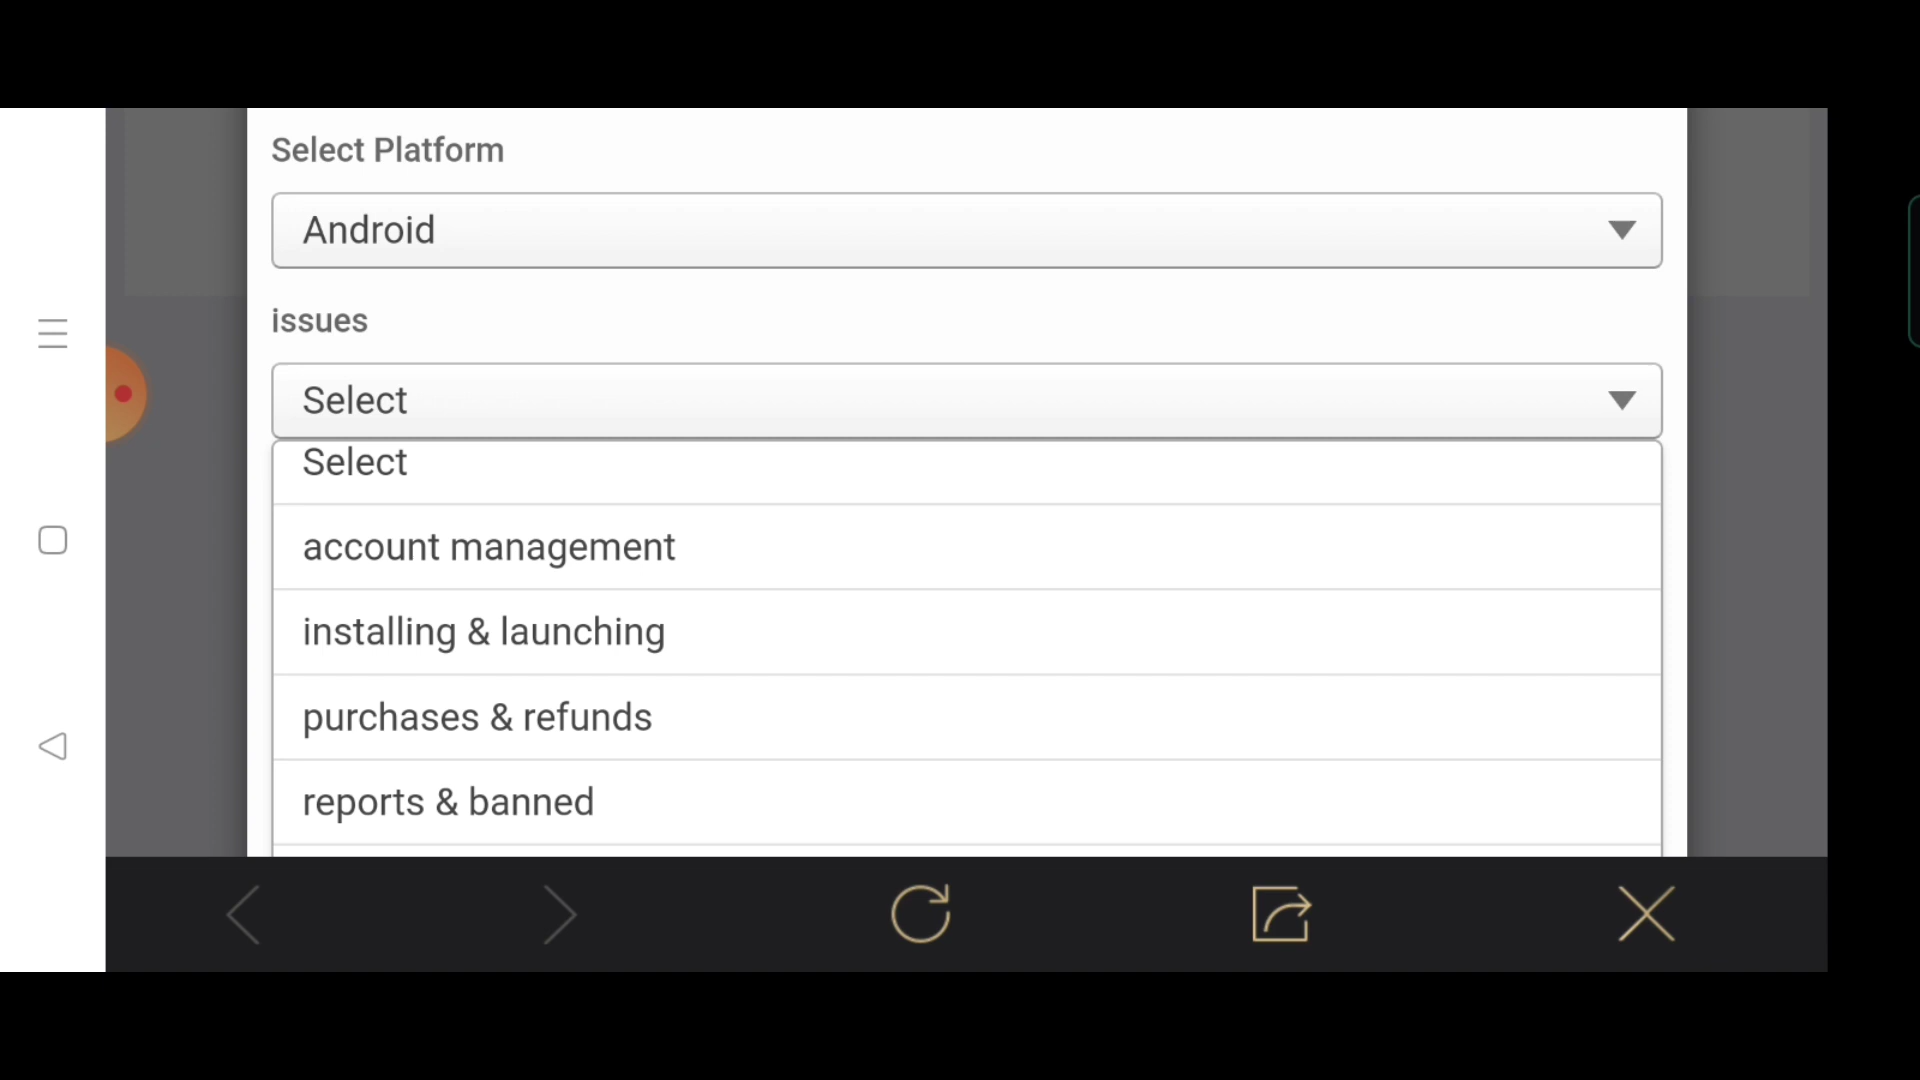 Select Platform
Android
issues
Select
Select
account management
installing & launching
purchases & refunds
reports & banned